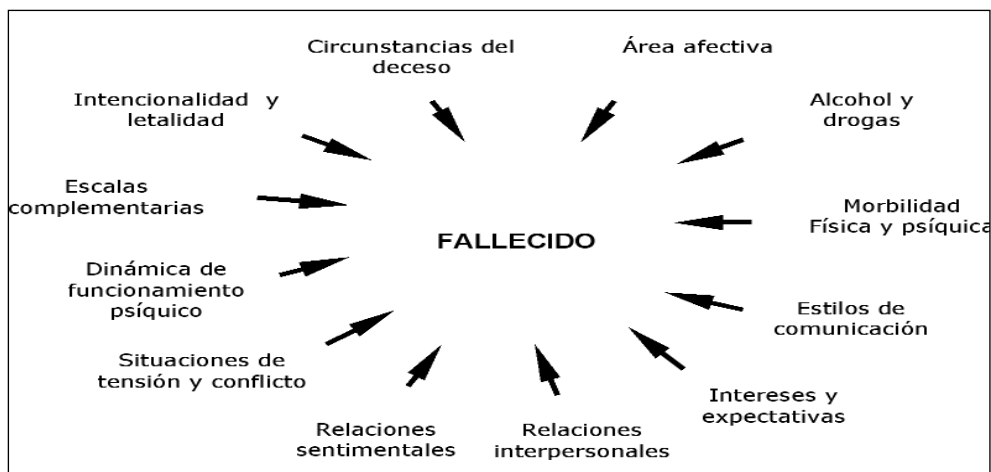 Circunstancias del
deceso
Área afectiva
Intencionalidad y
letalidad
Alcohol y
drogas
Escalas
complementarias
Morbilidad
Física y psíquica
FALLECIDO
Dinámica de
funcionamiento
psíquico
Estilos de
comunicación
Situaciones de
tensión y conflicto
Intereses y
expectativas
Relaciones
sentimentales
Relaciones
interpersonales